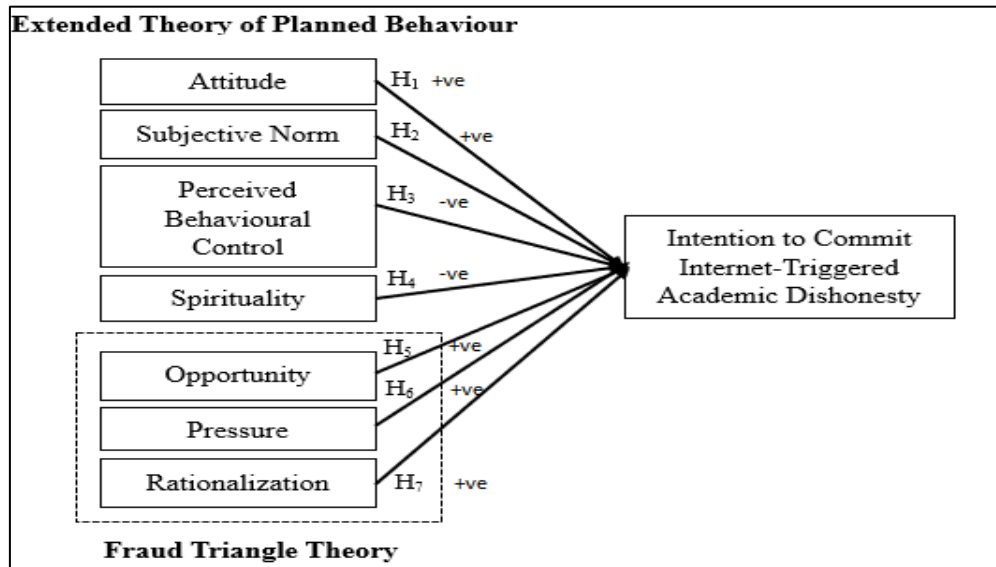 Extended Theory of Planned Behaviour
Attitude
H₁ +ve
Subjective Norm
H₂ +ve
Perceived
Behavioural
Control
H₃ -ve
Spirituality
H₄ -ve
Intention to Commit
Internet-Triggered
Academic Dishonesty
Opportunity
H₅ +ve
Pressure
H₆ +ve
Rationalization
H₇ +ve
Fraud Triangle Theory